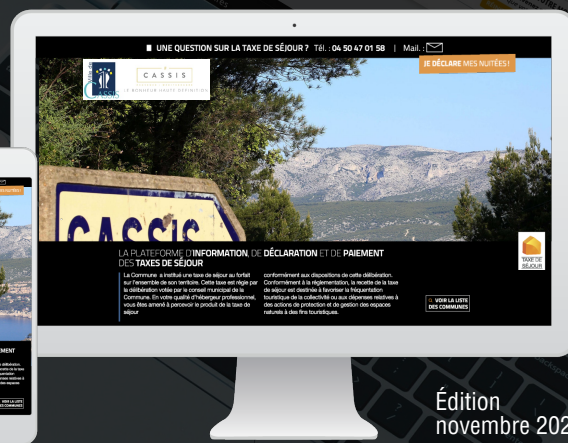 UNE QUESTION SUR LA TAXE DE SÉJOUR ? Tél. : 04 50 47 01 58 | Mail. :
JE DÉCLARE MES NUITÉES !
CASSIS
CASSIS
LE BONHEUR HAUTE DÉFINITION
CASSIS
LA PLATEFORME D'INFORMATION, DE DÉCLARATION ET DE PAIEMENT
DES TAXES DE SÉJOUR
La Commune a institué une taxe de séjour au forfait
sur l'ensemble de son territoire. Cette taxe est régie par
la délibération votée par le conseil municipal de la
Commune. En votre qualité d'hébergeur professionnel,
vous êtes amené à percevoir le produit de la taxe de
séjour
conformément aux dispositions de cette délibération.
Conformément à la réglementation, la recette de la taxe
de séjour est destinée à favoriser la fréquentation
touristique de la collectivité ou aux dépenses relatives à
des actions de protection et de gestion des espaces
naturels à des fins touristiques.
TAXE DE
SÉJOUR
VOIR LA LISTE
DES COMMUNES
Édition
novembre 202